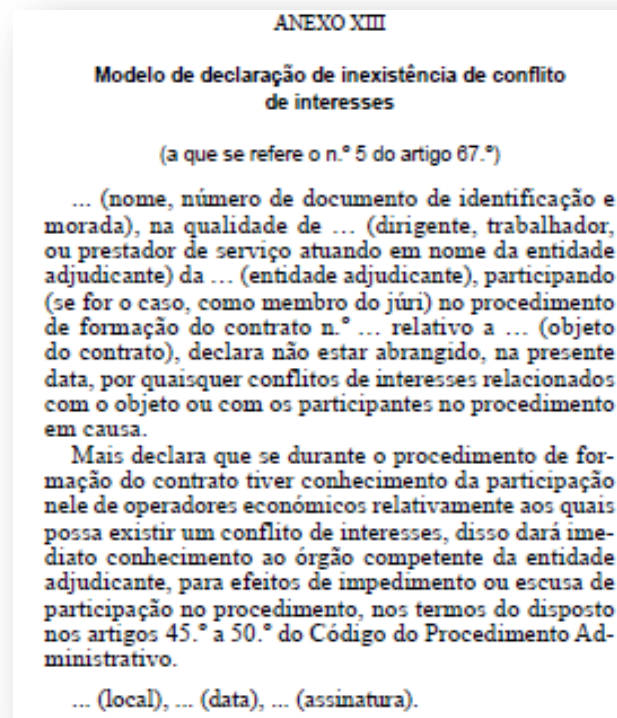 ANEXO XIII
Modelo de declaração de inexistência de conflito
de interesses
(a que se refere o n.º 5 do artigo 67.º)
... (nome, número de documento de identificação e
morada), na qualidade de ... (dirigente, trabalhador,
ou prestador de serviço atuando em nome da entidade
adjudicante) da ... (entidade adjudicante), participando
(se for o caso, como membro do júri) no procedimento
de formação do contrato n.º ... relativo a ... (objeto
do contrato), declara não estar abrangido, na presente
data, por quaisquer conflitos de interesses relacionados
com o objeto ou com os participantes no procedimento
em causa.
Mais declara que se durante o procedimento de for-
mação do contrato tiver conhecimento da participação
nele de operadores económicos relativamente aos quais
possa existir um conflito de interesses, disso dará ime-
diato conhecimento ao órgão competente da entidade
adjudicante, para efeitos de impedimento ou escusa de
participação no procedimento, nos termos do disposto
nos artigos 45.º a 50.º do Código do Procedimento Ad-
ministrativo.
... (local), ... (data), ... (assinatura).